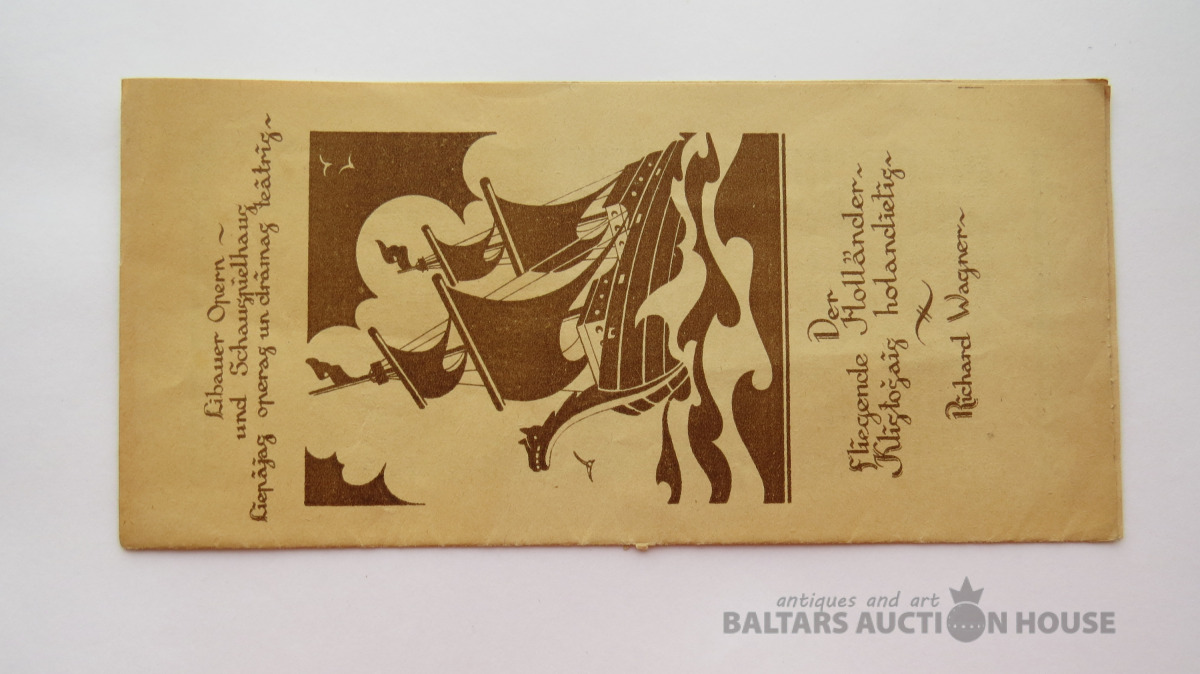 Libauer Opern~
und Schauspielhaus
Liepājas operas un drāmas teātris~
Der
Fliegende Holländer~
Klīstošais holandietis~
Richard Wagner~
antiques and art
BALTARS AUCTION HOUSE